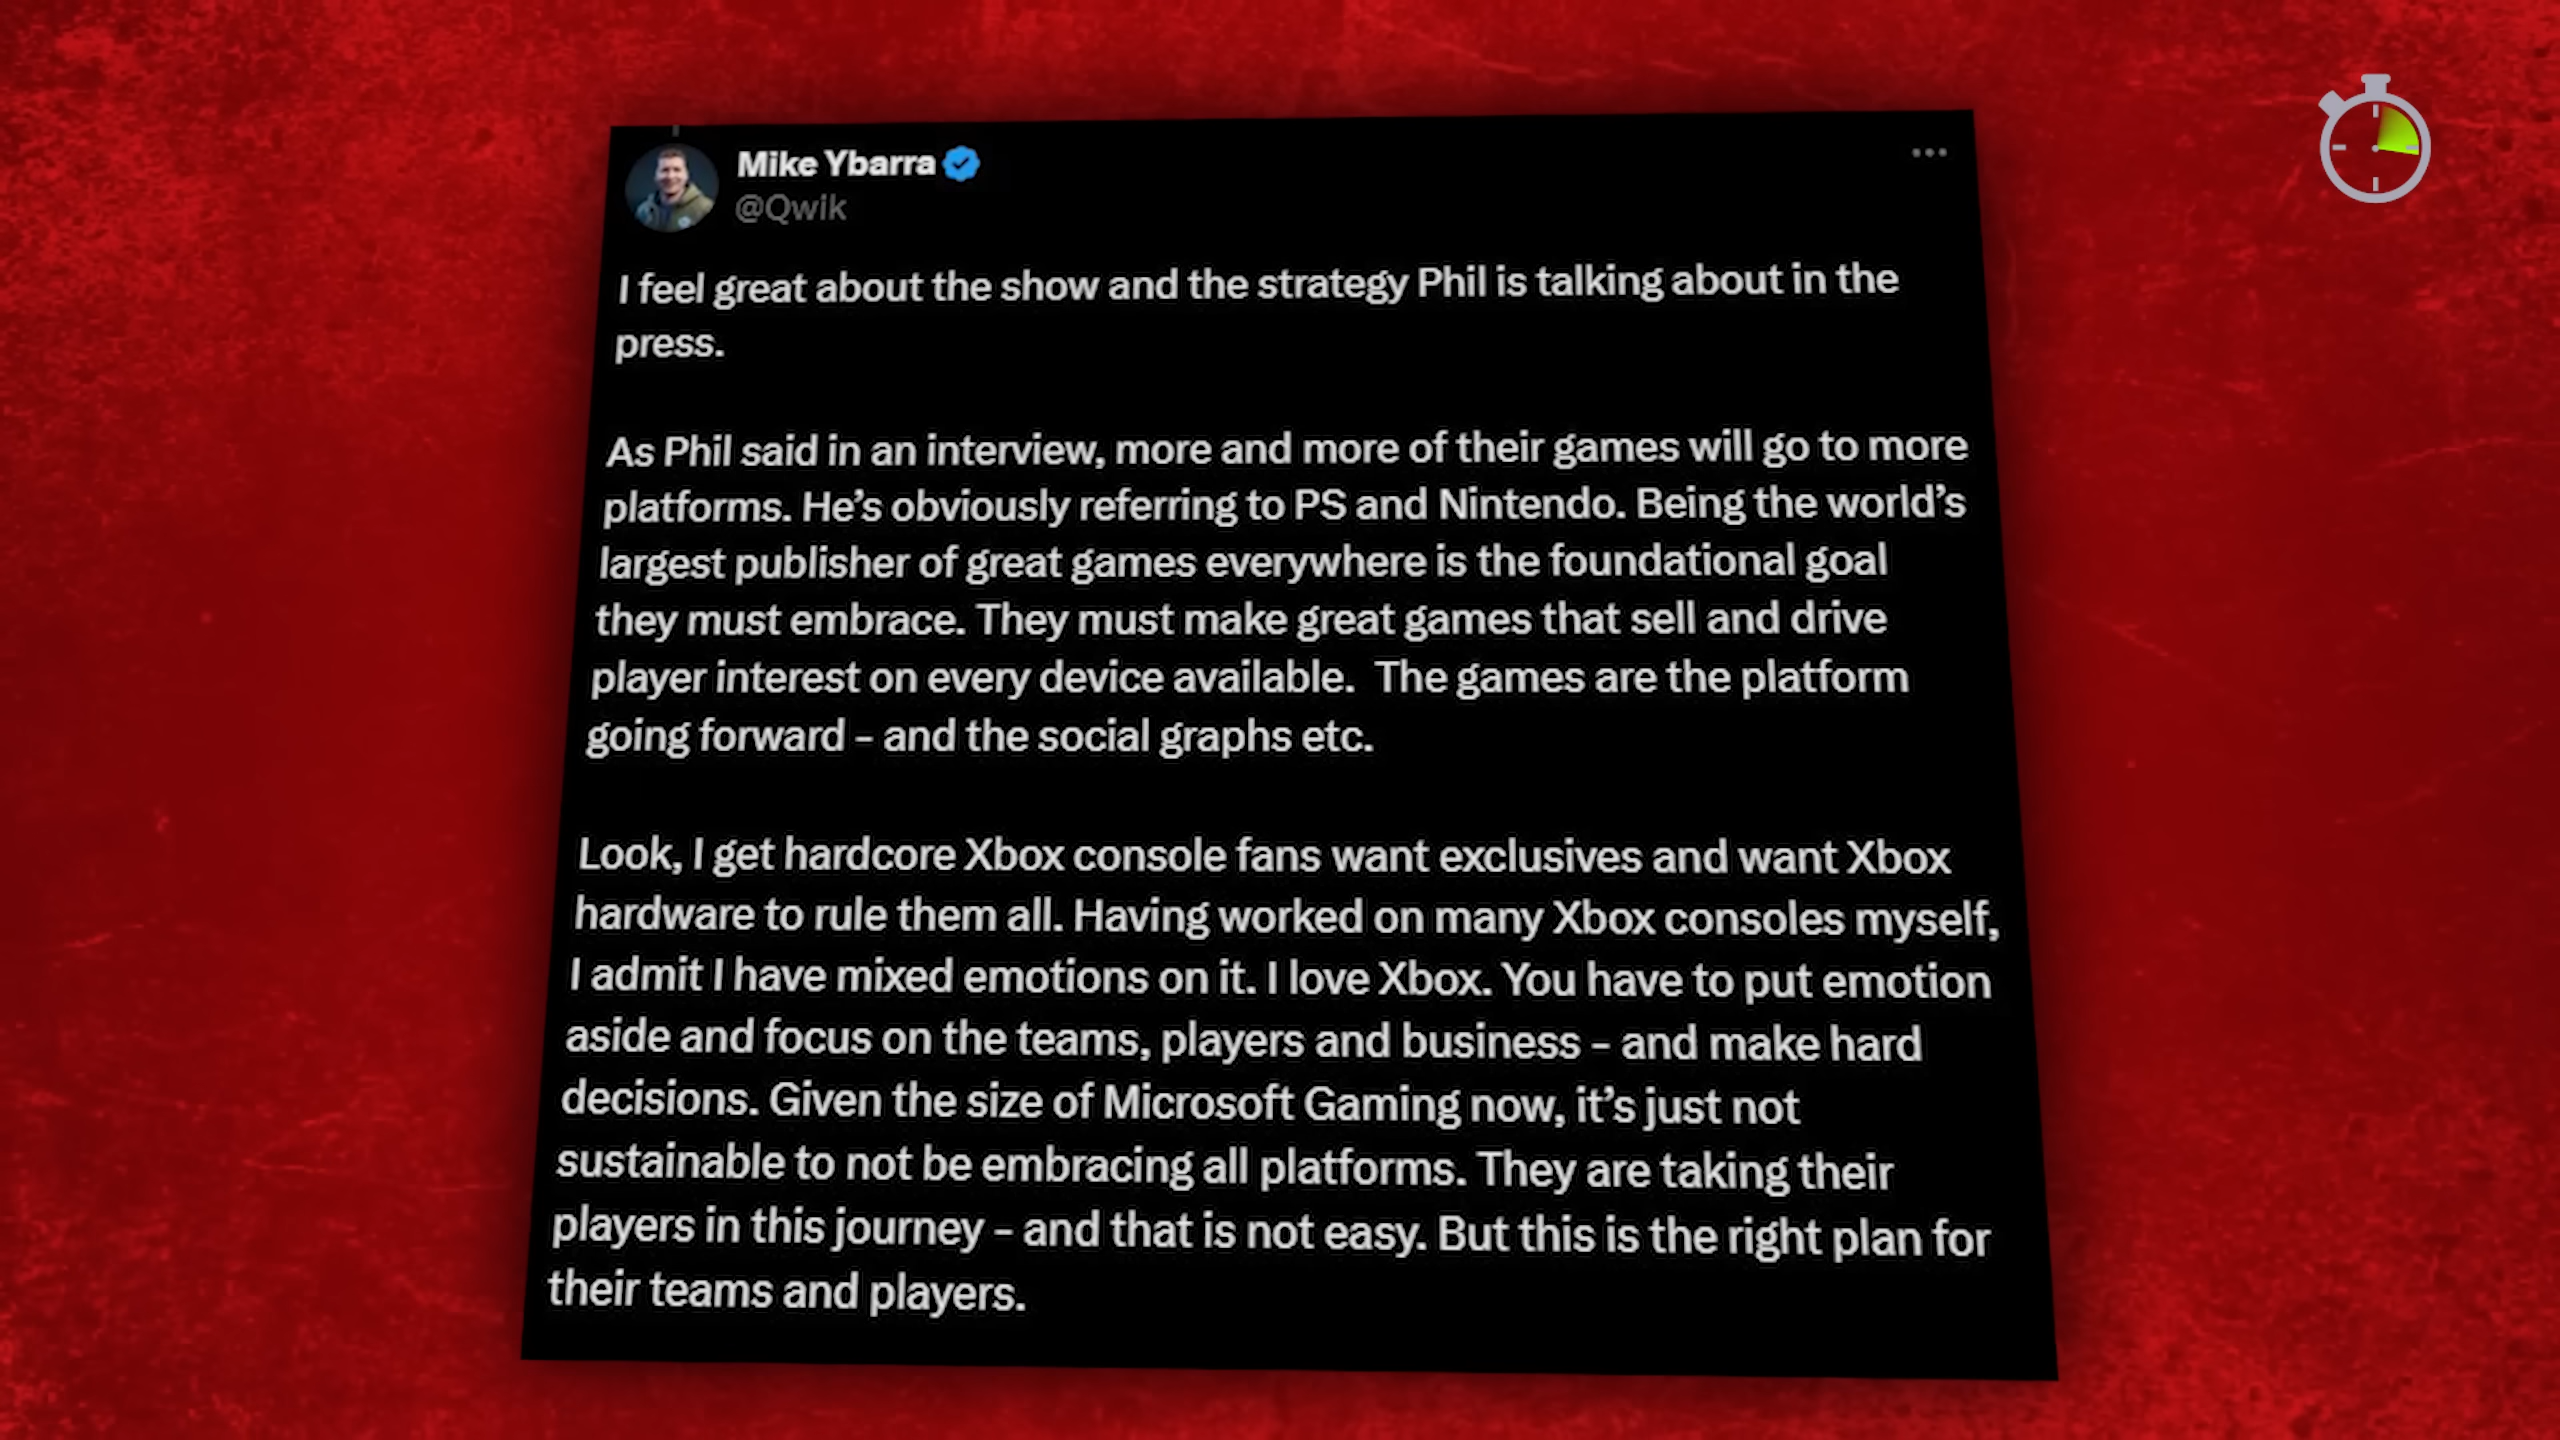 Mike Ybarra
@Qwik
I feel great about the show and the strategy Phil is talking about in the
press.
As Phil said in an interview, more and more of their games will go to more
platforms. He’s obviously referring to PS and Nintendo. Being the world’s
largest publisher of great games everywhere is the foundational goal
they must embrace. They must make great games that sell and drive
player interest on every device available.  The games are the platform
going forward – and the social graphs etc.
Look, I get hardcore Xbox console fans want exclusives and want Xbox
hardware to rule them all. Having worked on many Xbox consoles myself,
I admit I have mixed emotions on it. I love Xbox. You have to put emotion
aside and focus on the teams, players and business – and make hard
decisions. Given the size of Microsoft Gaming now, it’s just not
sustainable to not be embracing all platforms. They are taking their
players in this journey – and that is not easy. But this is the right plan for
their teams and players.